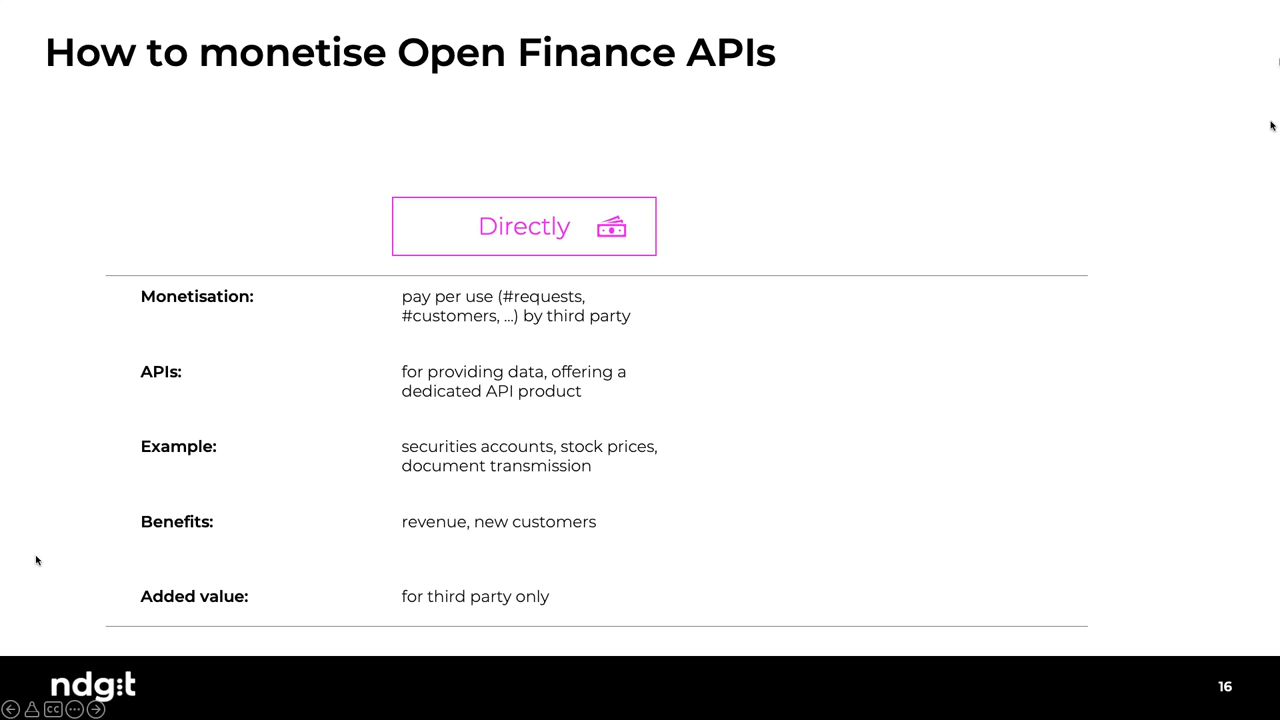 How to monetise Open Finance APIs
Directly
Monetisation:
pay per use (#requests,
#customers, ...) by third party
APIs:
for providing data, offering a
dedicated API product
Example:
securities accounts, stock prices,
document transmission
Benefits:
revenue, new customers
Added value:
for third party only
ndgit
16
CC